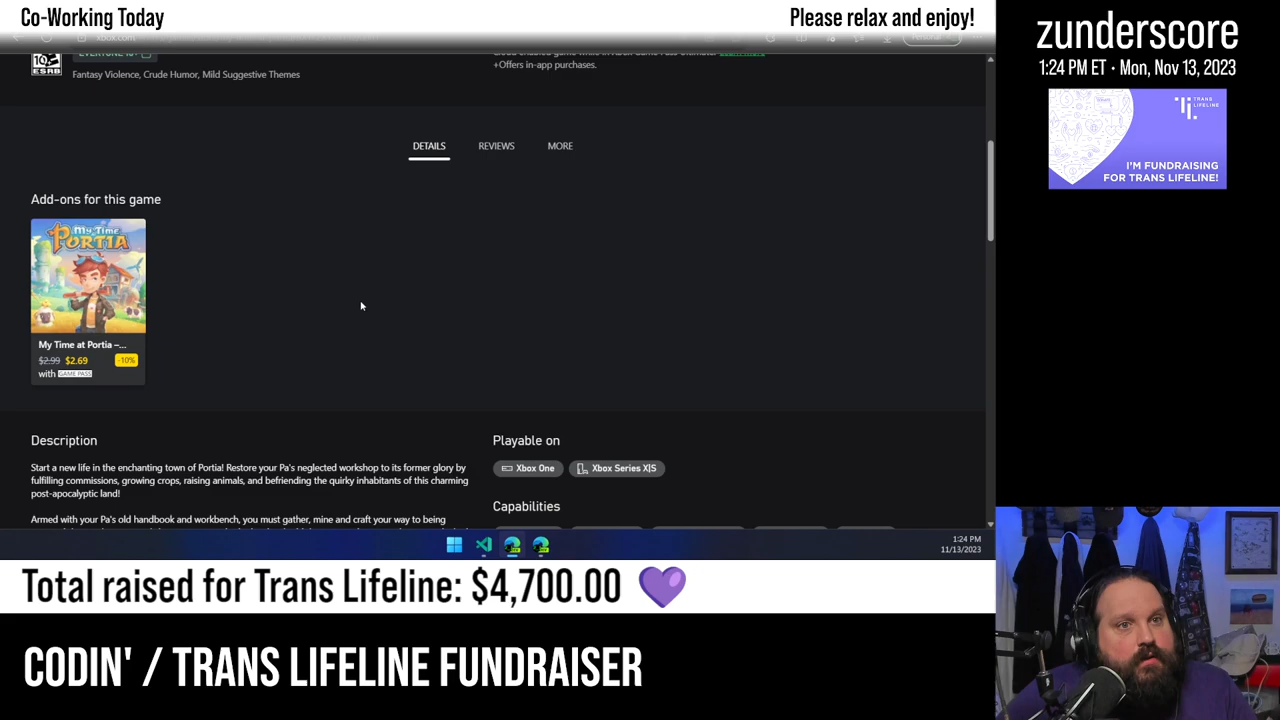 Co-Working Today
Please relax and enjoy!
zunderscore
1:24 PM ET • Mon, Nov 13, 2023
TRANS
LIFELINE
I'M FUNDRAISING
FOR TRANS LIFELINE!
ESRB
Fantasy Violence, Crude Humor, Mild Suggestive Themes
+Offers in-app purchases.
DETAILS
REVIEWS
MORE
Add-ons for this game
My Time
PORTIA
My Time at Portia –...
$2.99 $2.69
-10%
with GAME PASS
Description
Start a new life in the enchanting town of Portia! Restore your Pa's neglected workshop to its former glory by
fulfilling commissions, growing crops, raising animals, and befriending the quirky inhabitants of this charming
post-apocalyptic land!
Armed with your Pa's old handbook and workbench, you must gather, mine and craft your way to being
Playable on
Xbox One
Xbox Series X|S
Capabilities
1:24 PM
11/13/2023
Total raised for Trans Lifeline: $4,700.00 💜
CODIN' / TRANS LIFELINE FUNDRAISER